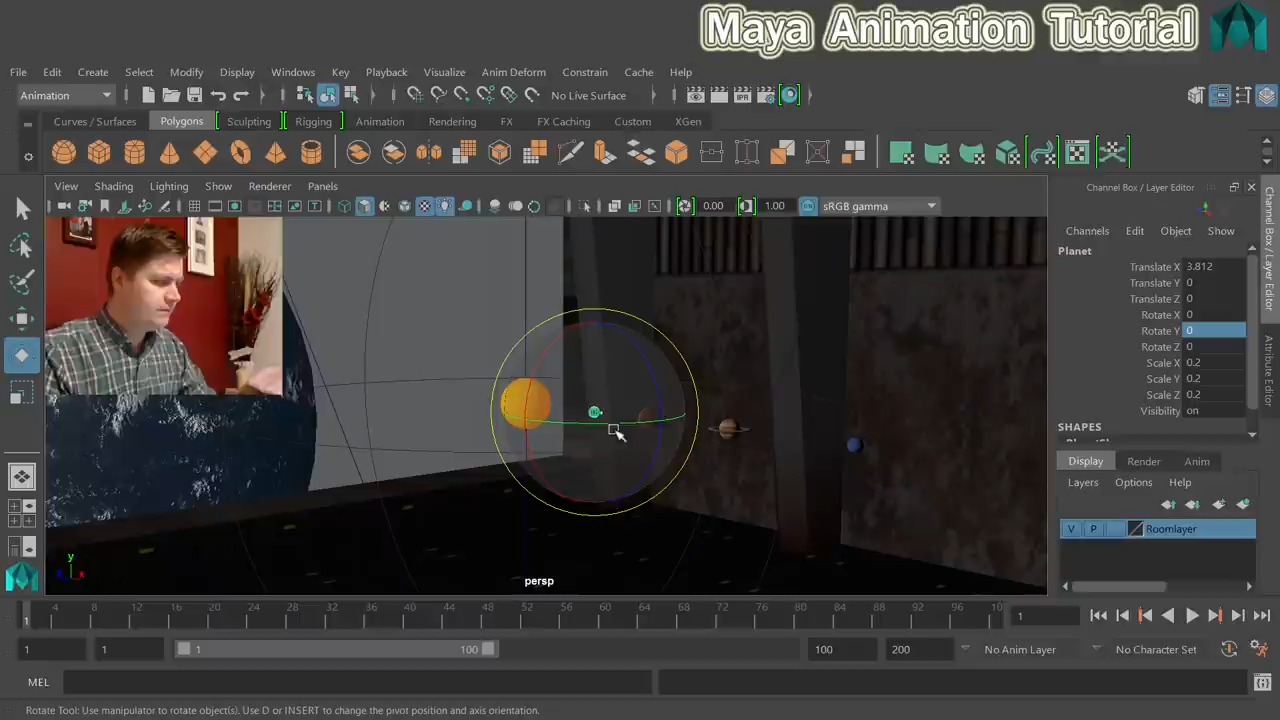 Maya Animation Tutorial
File Edit Create Select Modify Display Windows Key Playback Visualize Anim Deform Constrain Cache Help
Animation No Live Surface
Curves / Surfaces Polygons Sculpting Rigging Animation Rendering FX FX Caching Custom XGen
View Shading Lighting Show Renderer Panels
0.00 1.00 sRGB gamma
Channel Box / Layer Editor
Channels Edit Object Show
Planet
Translate X 3.812
Translate Y 0
Translate Z 0
Rotate X 0
Rotate Y 0
Rotate Z 0
Scale X 0.2
Scale Y 0.2
Scale Z 0.2
Visibility on
SHAPES
Display Render Anim
Layers Options Help
V P Roomlayer
Channel Box / Layer Editor
Attribute Editor
persp
4 8 12 16 20 24 28 32 36 40 44 48 52 56 60 64 68 72 76 80 84 88 92 96 10
1 1
1 1 1 100 100 200 No Anim Layer No Character Set
MEL
Rotate Tool: Use manipulator to rotate object(s). Use D or INSERT to change the pivot position and axis orientation.